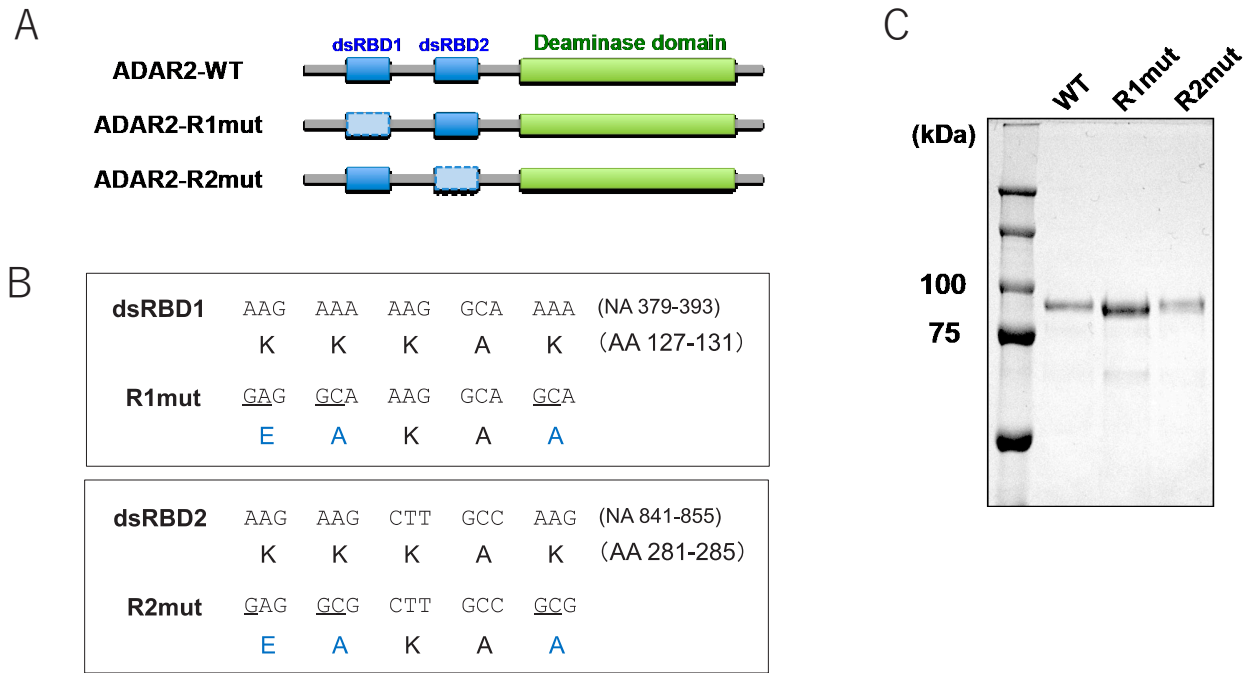 A
dsRBD1 dsRBD2 Deaminase domain
ADAR2-WT
ADAR2-R1mut
ADAR2-R2mut
B
dsRBD1 AAG AAA AAG GCA AAA (NA 379-393)
K K K A K (AA 127-131)
R1mut GAG GCA AAG GCA GCA
E A K A A
dsRBD2 AAG AAG CTT GCC AAG (NA 841-855)
K K K A K (AA 281-285)
R2mut GAG GCG CTT GCC GCG
E A K A A
C
WT R1mut R2mut
(kDa)
100
75